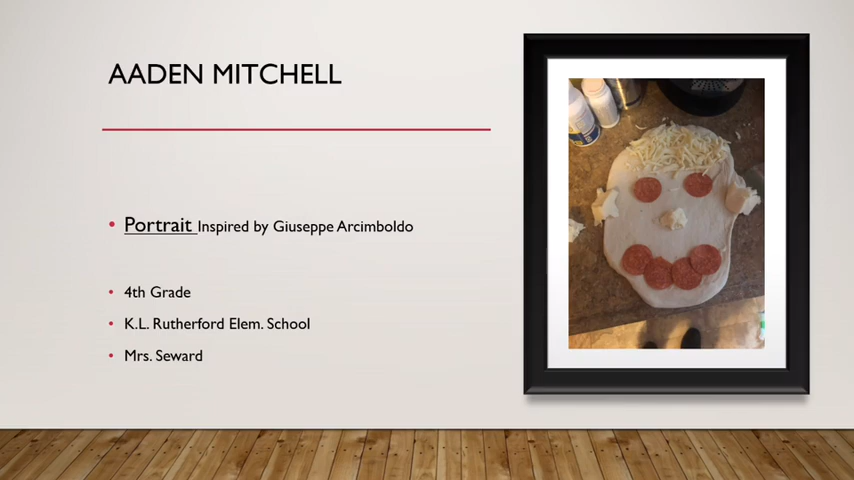 AADEN MITCHELL
Portrait Inspired by Giuseppe Arcimboldo
4th Grade
K.L. Rutherford Elem. School
Mrs. Seward